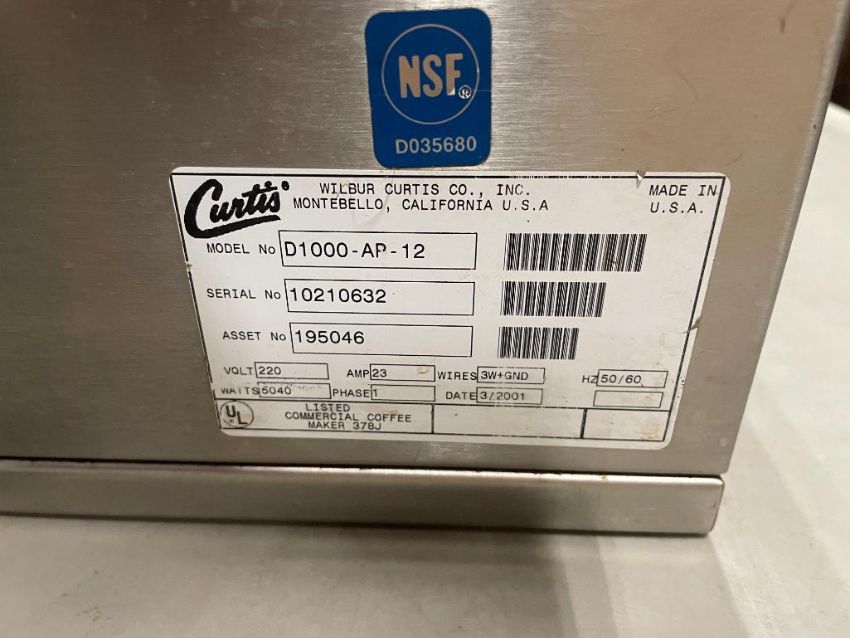 NSF®
D035680
Curtis®
WILBUR CURTIS CO., INC.
MONTEBELLO, CALIFORNIA U.S.A
MADE IN
U.S.A.
MODEL No D1000-AP-12
SERIAL No 10210632
ASSET No 195046
VOLT 220 AMP 23 WIRES 3W+GND HZ 50/60
WATTS 5040 PHASE 1 DATE 3/2001
UL
LISTED
COMMERCIAL COFFEE
MAKER 378J